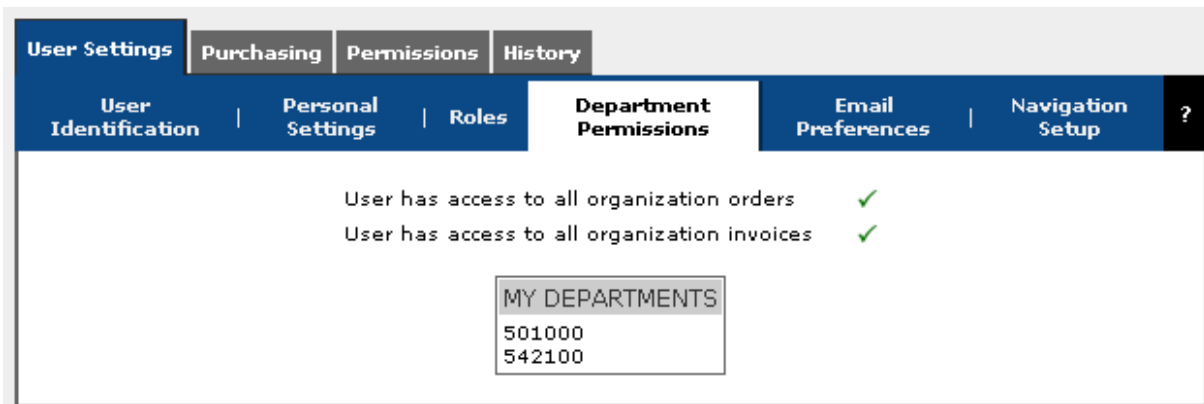 User Settings Purchasing Permissions History
User Identification | Personal Settings | Roles Department Permissions Email Preferences | Navigation Setup ?
User has access to all organization orders ✓
User has access to all organization invoices ✓
MY DEPARTMENTS
501000
542100